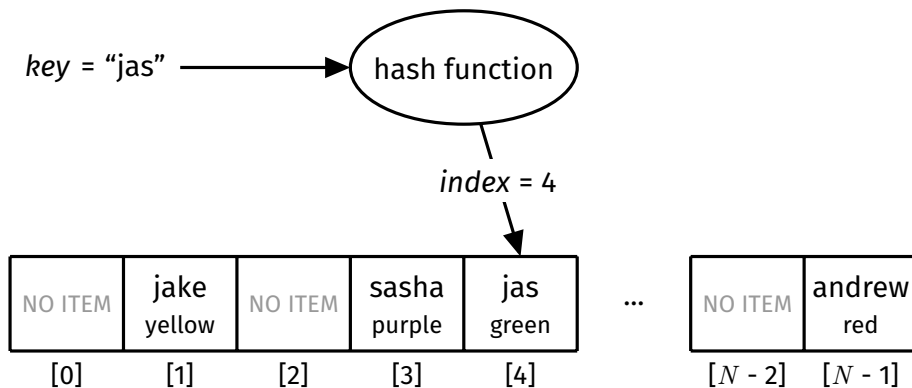 key = “jas”
hash function
index = 4
NO ITEM
jake
yellow
NO ITEM
sasha
purple
jas
green
...
NO ITEM
andrew
red
[0] [1] [2] [3] [4] [N - 2] [N - 1]